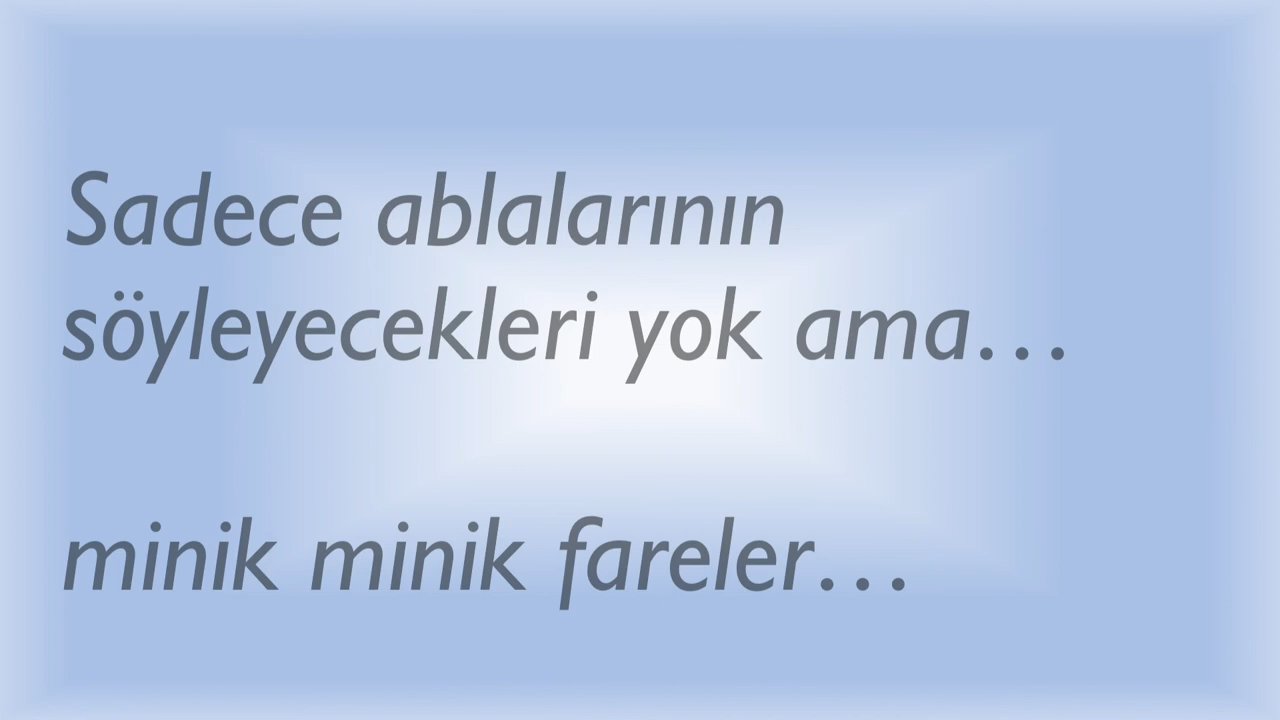 Sadece ablalarının
söyleyecekleri yok ama…
minik minik fareler…